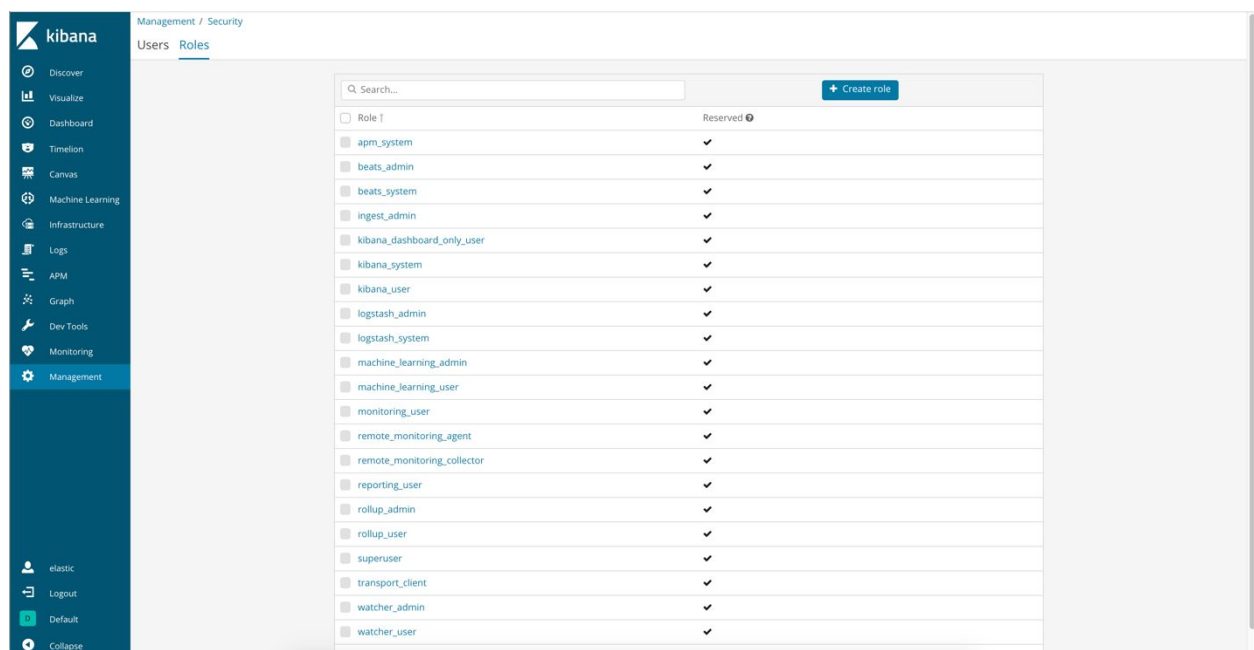 kibana
Discover
Visualize
Dashboard
Timelion
Canvas
Machine Learning
Infrastructure
Logs
APM
Graph
Dev Tools
Monitoring
Management
elastic
Logout
D Default
Collapse
Management / Security
Users Roles
Search...
+ Create role
Role Reserved
apm_system
beats_admin
beats_system
ingest_admin
kibana_dashboard_only_user
kibana_system
kibana_user
logstash_admin
logstash_system
machine_learning_admin
machine_learning_user
monitoring_user
remote_monitoring_agent
remote_monitoring_collector
reporting_user
rollup_admin
rollup_user
superuser
transport_client
watcher_admin
watcher_user